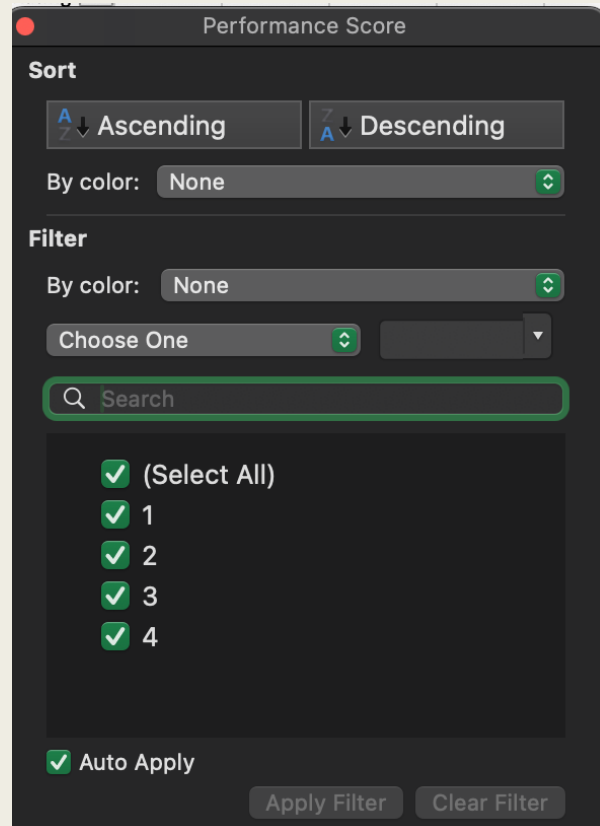 Performance Score
Sort
Ascending Descending
By color: None
Filter
By color: None
Choose One
Search
(Select All)
1
2
3
4
Auto Apply
Apply Filter Clear Filter